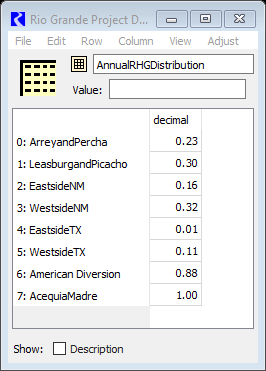 Rio Grande Project D...
File Edit Row Column View Adjust
AnnualRHGDistribution
Value:
decimal
0: ArreyandPercha 0.23
1: LeasburgandPicacho 0.30
2: EastsideNM 0.16
3: WestsideNM 0.32
4: EastsideTX 0.01
5: WestsideTX 0.11
6: American Diversion 0.88
7: AcequiaMadre 1.00
Show: Description